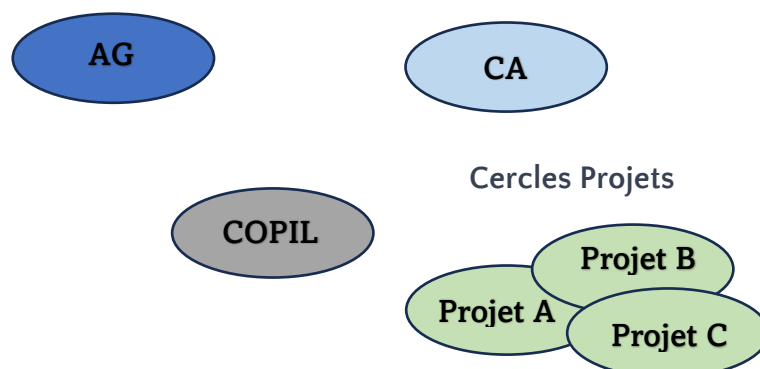 AG
CA
Cercles Projets
COPIL
Projet B
Projet A
Projet C